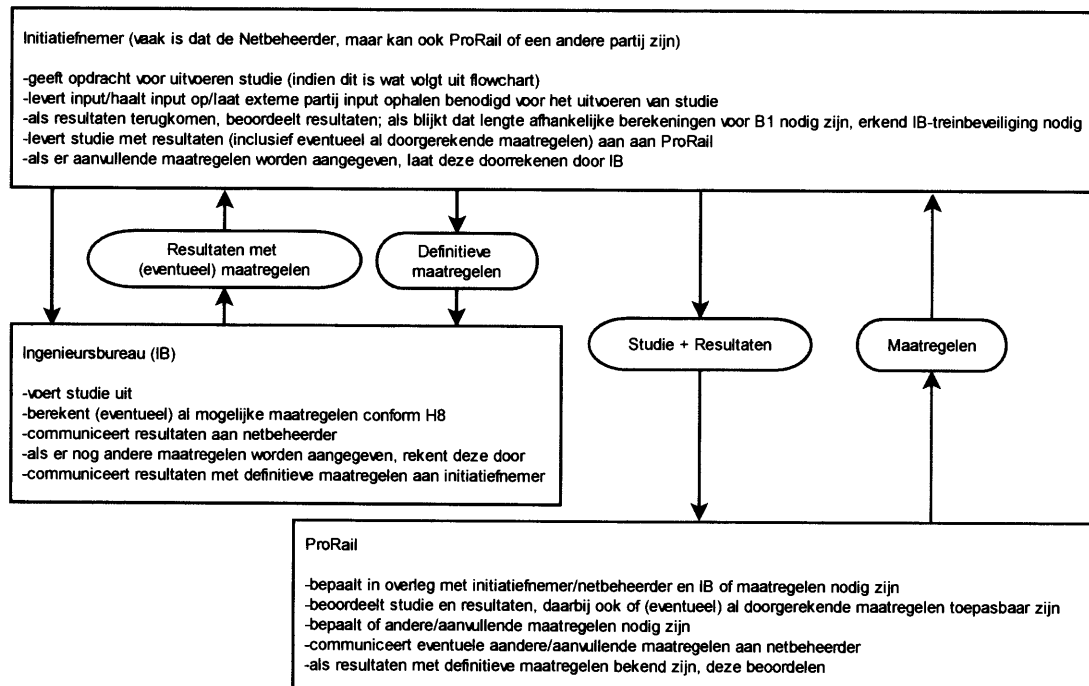 Initiatiefnemer (vaak is dat de Netbeheerder, maar kan ook ProRail of een andere partij zijn)
-geeft opdracht voor uitvoeren studie (indien dit is wat volgt uit flowchart)
-levert input/haalt input op/laat externe partij input ophalen benodigd voor het uitvoeren van studie
-als resultaten terugkomen, beoordeelt resultaten; als blijkt dat lengte afhankelijke berekeningen voor B1 nodig zijn, erkend IB-treinbeveiliging nodig
-levert studie met resultaten (inclusief eventueel al doorgerekende maatregelen) aan aan ProRail
-als er aanvullende maatregelen worden aangegeven, laat deze doorrekenen door IB
Resultaten met
(eventueel) maatregelen
Definitieve
maatregelen
Studie + Resultaten
Maatregelen
Ingenieursbureau (IB)
-voert studie uit
-berekent (eventueel) al mogelijke maatregelen conform H8
-communiceert resultaten aan netbeheerder
-als er nog andere maatregelen worden aangegeven, rekent deze door
-communiceert resultaten met definitieve maatregelen aan initiatiefnemer
ProRail
-bepaalt in overleg met initiatiefnemer/netbeheerder en IB of maatregelen nodig zijn
-beoordeelt studie en resultaten, daarbij ook of (eventueel) al doorgerekende maatregelen toepasbaar zijn
-bepaalt of andere/aanvullende maatregelen nodig zijn
-communiceert eventuele aandere/aanvullende maatregelen aan netbeheerder
-als resultaten met definitieve maatregelen bekend zijn, deze beoordelen